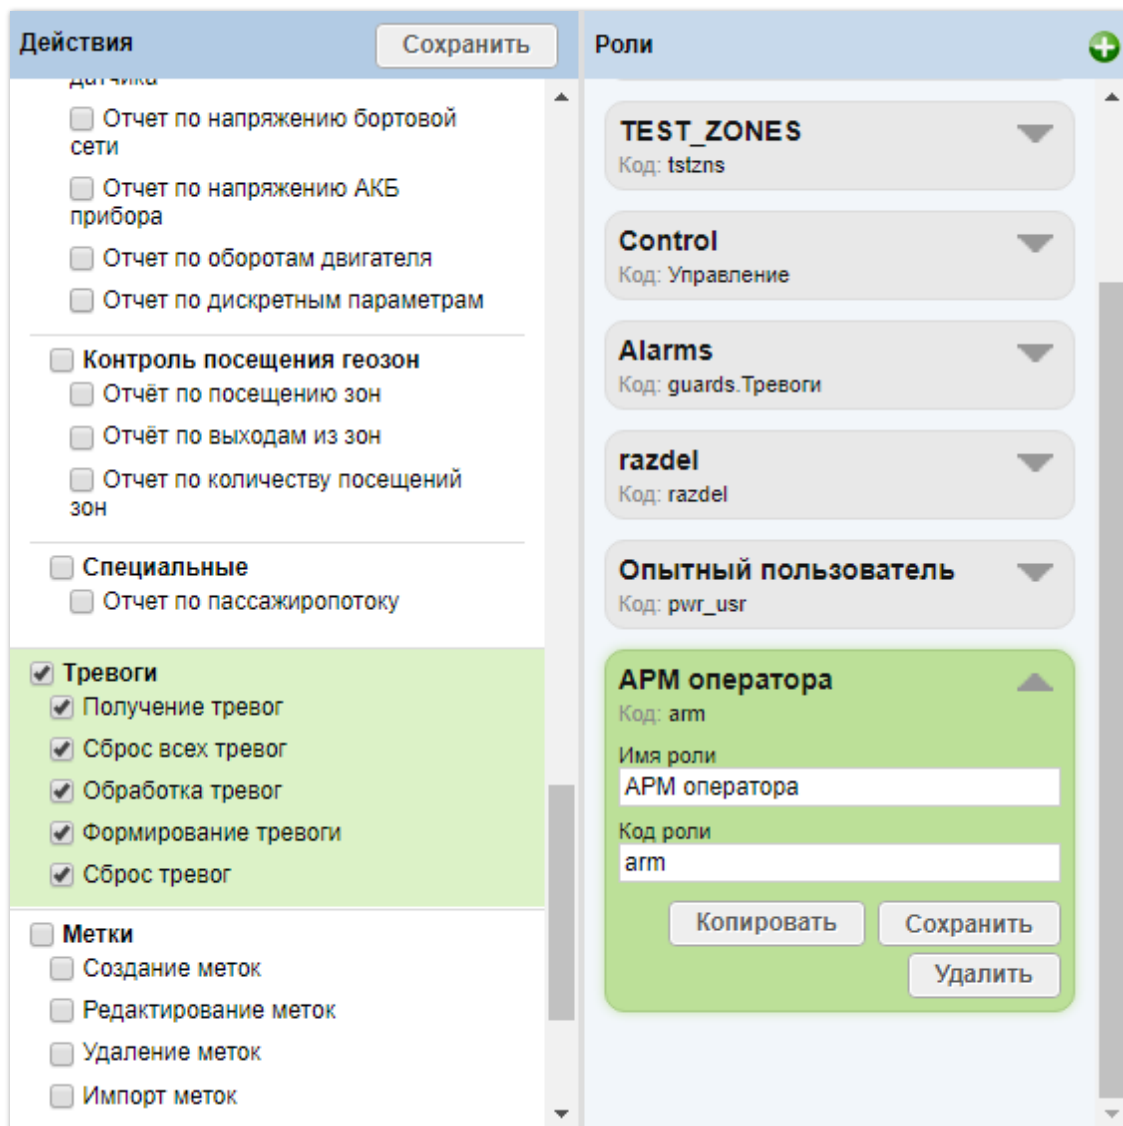 Действия
Сохранить
датчика
Отчет по напряжению бортовой
сети
Отчет по напряжению АКБ
прибора
Отчет по оборотам двигателя
Отчет по дискретным параметрам
Контроль посещения геозон
Отчёт по посещению зон
Отчёт по выходам из зон
Отчет по количеству посещений
зон
Специальные
Отчет по пассажиропотоку
Тревоги
Получение тревог
Сброс всех тревог
Обработка тревог
Формирование тревоги
Сброс тревог
Метки
Создание меток
Редактирование меток
Удаление меток
Импорт меток
Роли
TEST_ZONES
Код: tstzns
Control
Код: Управление
Alarms
Код: guards.Тревоги
razdel
Код: razdel
Опытный пользователь
Код: pwr_usr
АРМ оператора
Код: arm
Имя роли
АРМ оператора
Код роли
arm
Копировать
Сохранить
Удалить